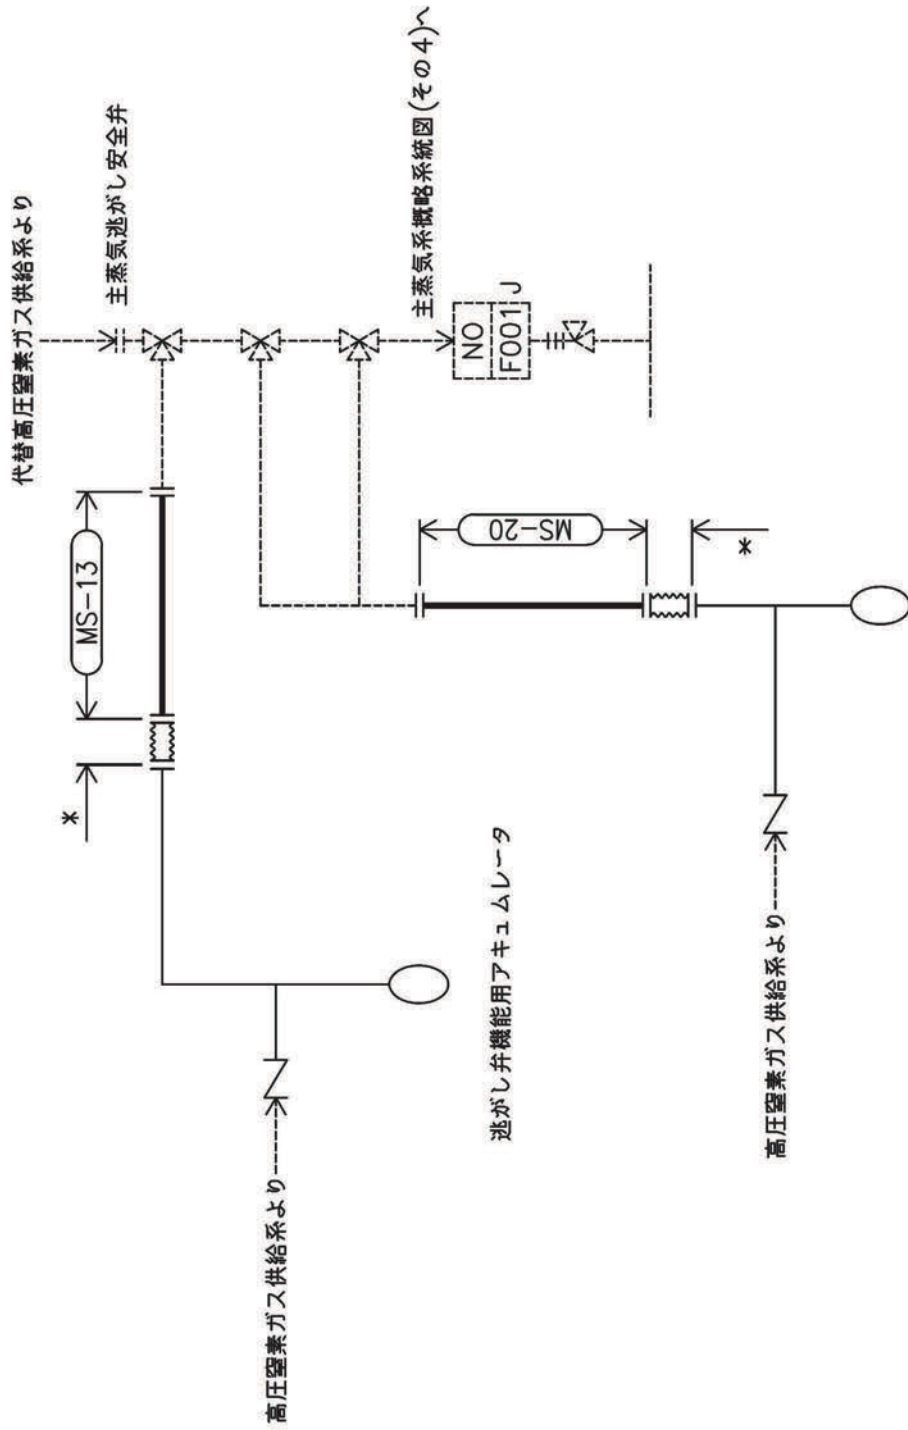 代替高圧窒素ガス供給系より
主蒸気逃がし安全弁
MS-13
*
主蒸気系概略系統図(その4)へ
NO
F001
J
MS-20
*
逃がし弁機能用アキュムレータ
高圧窒素ガス供給系より
高圧窒素ガス供給系より